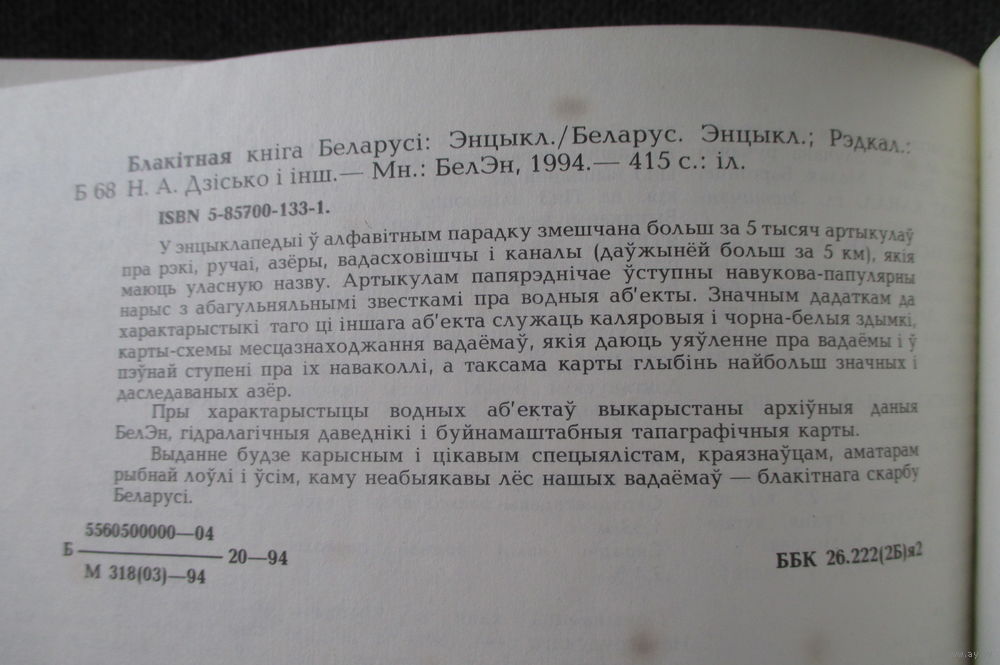 Блакітная кніга Беларусі: Энцыкл./Беларус. Энцыкл.; Рэдкал.:
Б 68 Н. А. Дзісько і інш.— Мн.: БелЭн, 1994.— 415 с.: іл.
ISBN 5-85700-133-1.
У энцыклапедыі ў алфавітным парадку змешчана больш за 5 тысяч артыкулаў
пра рэкі, ручаі, азёры, вадасховішчы і каналы (даўжынёй больш за 5 км), якія
маюць уласную назву. Артыкулам папярэднічае ўступны навукова-папулярны
нарыс з абагульняльнымі звесткамі пра водныя аб’екты. Значным дадаткам да
характарыстыкі таго ці іншага аб’екта служаць каляровыя і чорна-белыя здымкі,
карты-схемы месцазнаходжання вадаёмаў, якія даюць уяўленне пра вадаёмы і ў
пэўнай ступені пра іх наваколлі, а таксама карты глыбінь найбольш значных і
даследаваных азёр.
Пры характарыстыцы водных аб’ектаў выкарыстаны архіўныя даныя
БелЭн, гідралагічныя даведнікі і буйнамаштабныя тапаграфічныя карты.
Выданне будзе карысным і цікавым спецыялістам, краязнаўцам, аматарам
рыбнай лоўлі і ўсім, каму неабыякавы лёс нашых вадаёмаў — блакітнага скарбу
Беларусі.
5560500000—04
Б 20—94
М 318(03)—94
ББК 26.222(2Б)я2